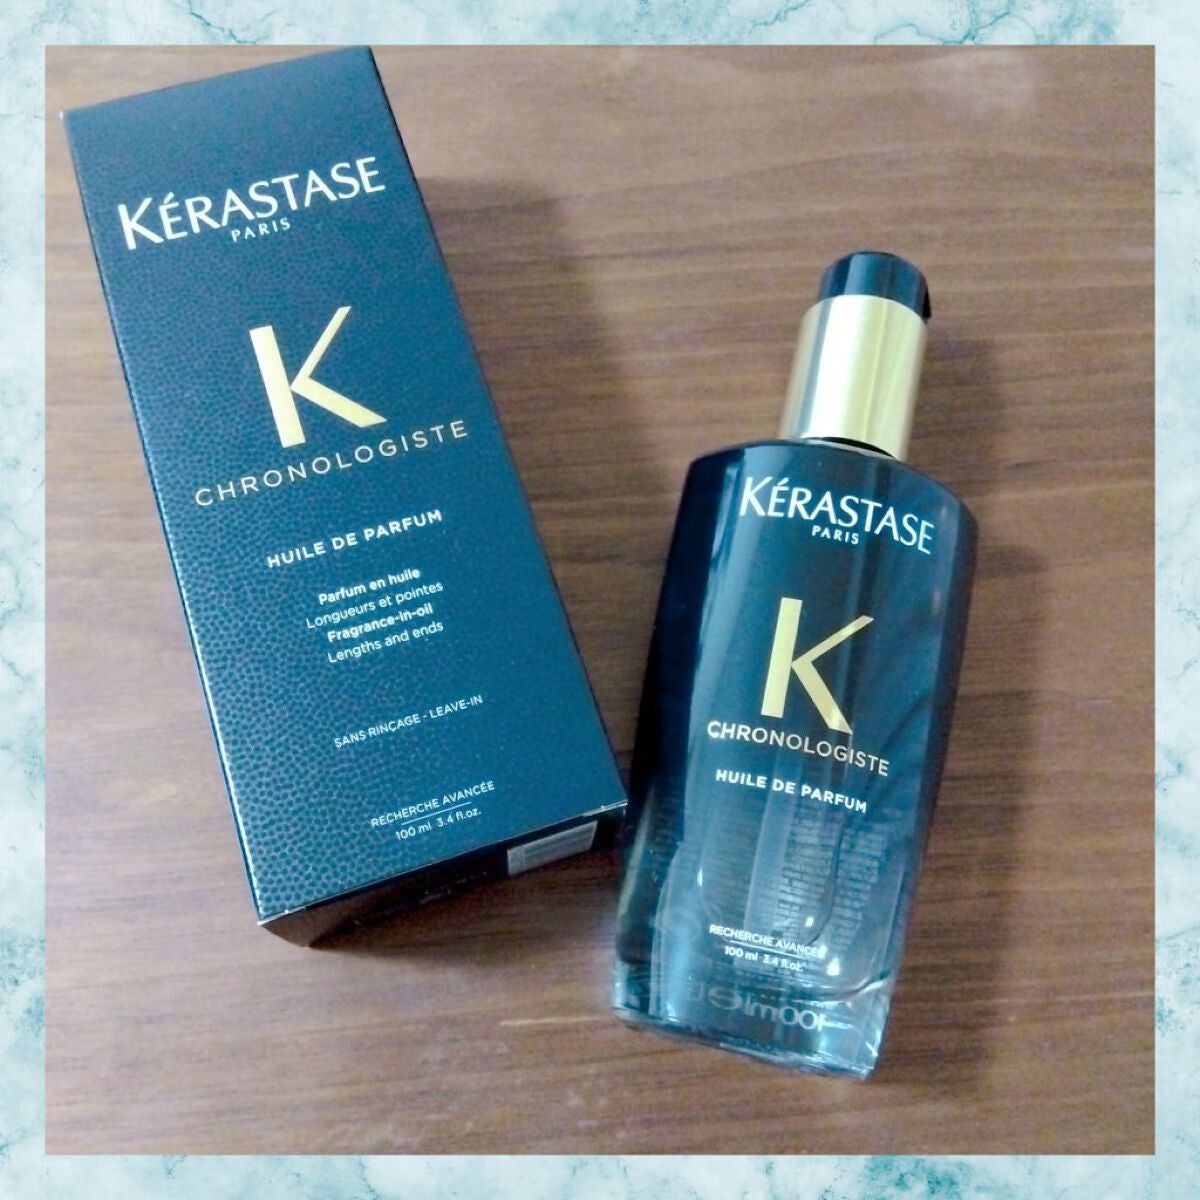 KÉRASTASE
PARIS
K
CHRONOLOGISTE
HUILE DE PARFUM
Parfum en huile
Longueurs et pointes
Fragrance-in-oil
Lengths and ends
SANS RINÇAGE - LEAVE-IN
RECHERCHE AVANCÉE
100 ml 3.4 fl.oz.
KÉRASTASE
PARIS
K
CHRONOLOGISTE
HUILE DE PARFUM
RECHERCHE AVANCÉE
100 ml 3.4 fl.oz.
100ml